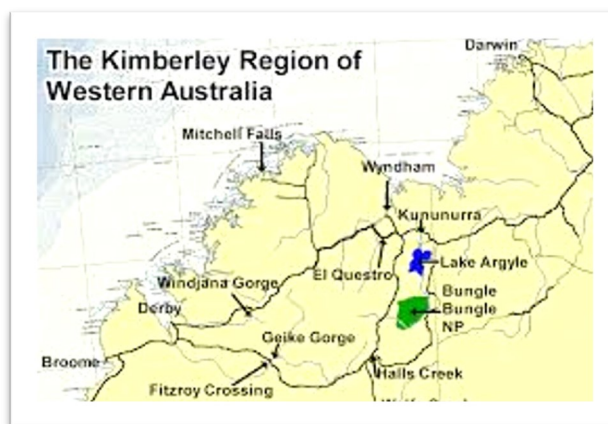 The Kimberley Region of
Western Australia
Darwin
Mitchell Falls
Wyndham
Kununurra
El Questro
Lake Argyle
Windjana Gorge
Bungle
Bungle
NP
Derby
Geike Gorge
Broome
Halls Creek
Fitzroy Crossing